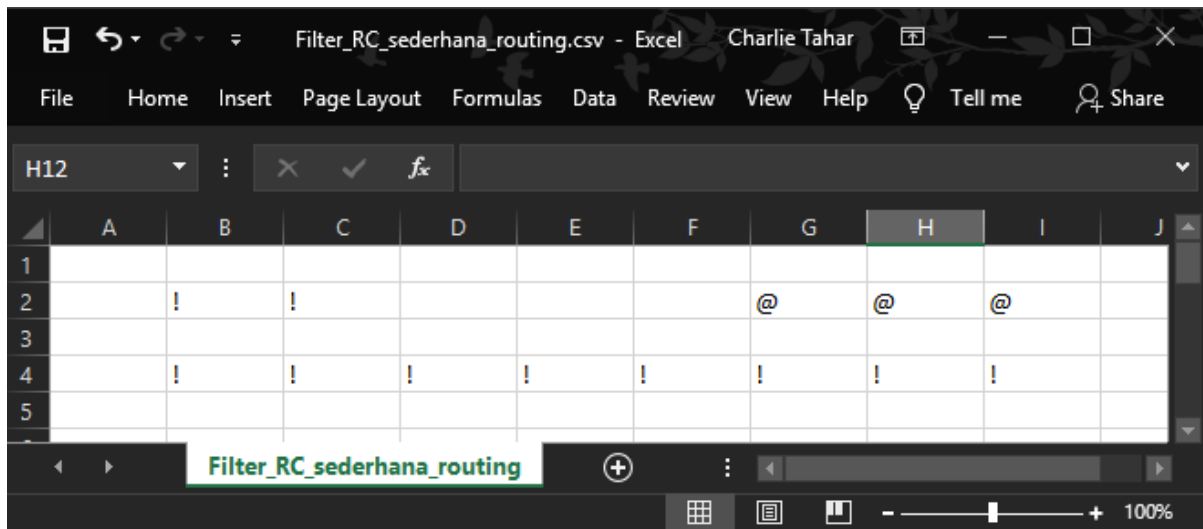 Filter_RC_sederhana_routing.csv - Excel Charlie Tahar
File Home Insert Page Layout Formulas Data Review View Help Tell me Share
H12 fx
A B C D E F G H I J
1
2 ! ! @ @ @
3
4 ! ! ! ! ! ! ! !
5
Filter_RC_sederhana_routing
- + 100%